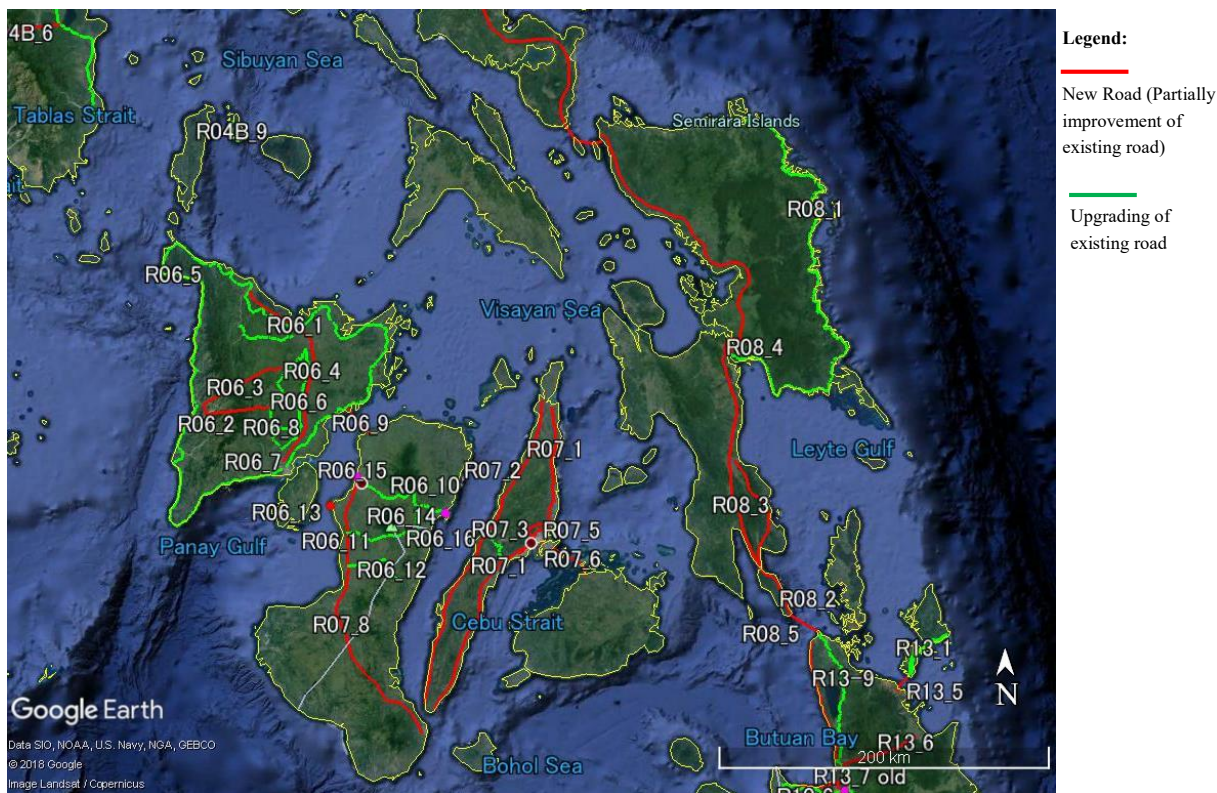 4B_6
Sibuyan Sea
Tablas Strait
R04B_9
Semirara Islands
R08_1
R06_5
Visayan Sea
R06_1
R08_4
R06_4
R06_3
R06_6
R06_2
R06_8
R06_9
R07_1
Leyte Gulf
R06_7
R06_15
R07_2
R06_10
R08_3
R06_13
R06_14
R07_3
R07_5
Panay Gulf
R06_11
R06_16
R07_1
R07_6
R06_12
R08_2
R07_8
Cebu Strait
R08_5
R13_1
N
R13-9
R13_5
Google Earth
Butuan Bay
R13_6
Data SIO, NOAA, U.S. Navy, NGA, GEBCO
200 km
© 2018 Google
Bohol Sea
R13_7 old
Image Landsat / Copernicus
Legend:
New Road (Partially
improvement of
existing road)
Upgrading of
existing road